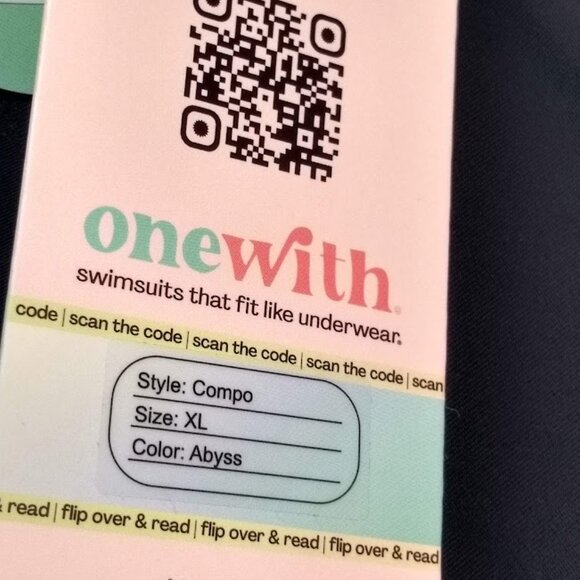 onewith®
swimsuits that fit like underwear®
code | scan the code | scan the code | scan the code | scan
Style: Compo
Size: XL
Color: Abyss
& read | flip over & read | flip over & read | flip over & read